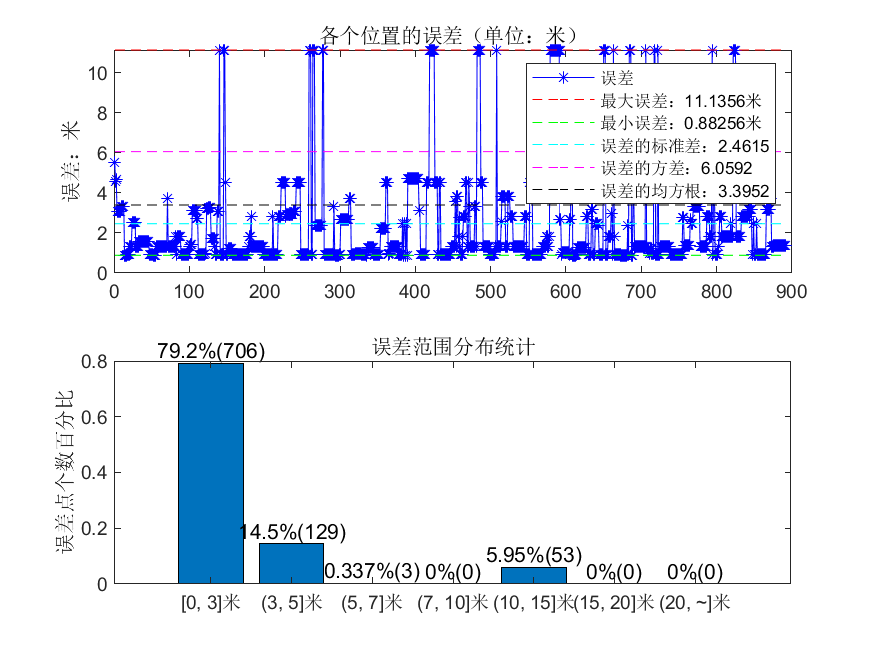 各个位置的误差（单位：米）
误差：米
10
8
6
4
2
0
误差
最大误差：11.1356米
最小误差：0.88256米
误差的标准差：2.4615
误差的方差：6.0592
误差的均方根：3.3952
0 100 200 300 400 500 600 700 800 900
误差范围分布统计
误差点个数百分比
0.8
0.6
0.4
0.2
0
79.2%(706)
14.5%(129)
0.337%(3)
0%(0)
5.95%(53)
0%(0)
0%(0)
[0, 3]米 (3, 5]米 (5, 7]米 (7, 10]米 (10, 15]米 (15, 20]米 (20, ~]米